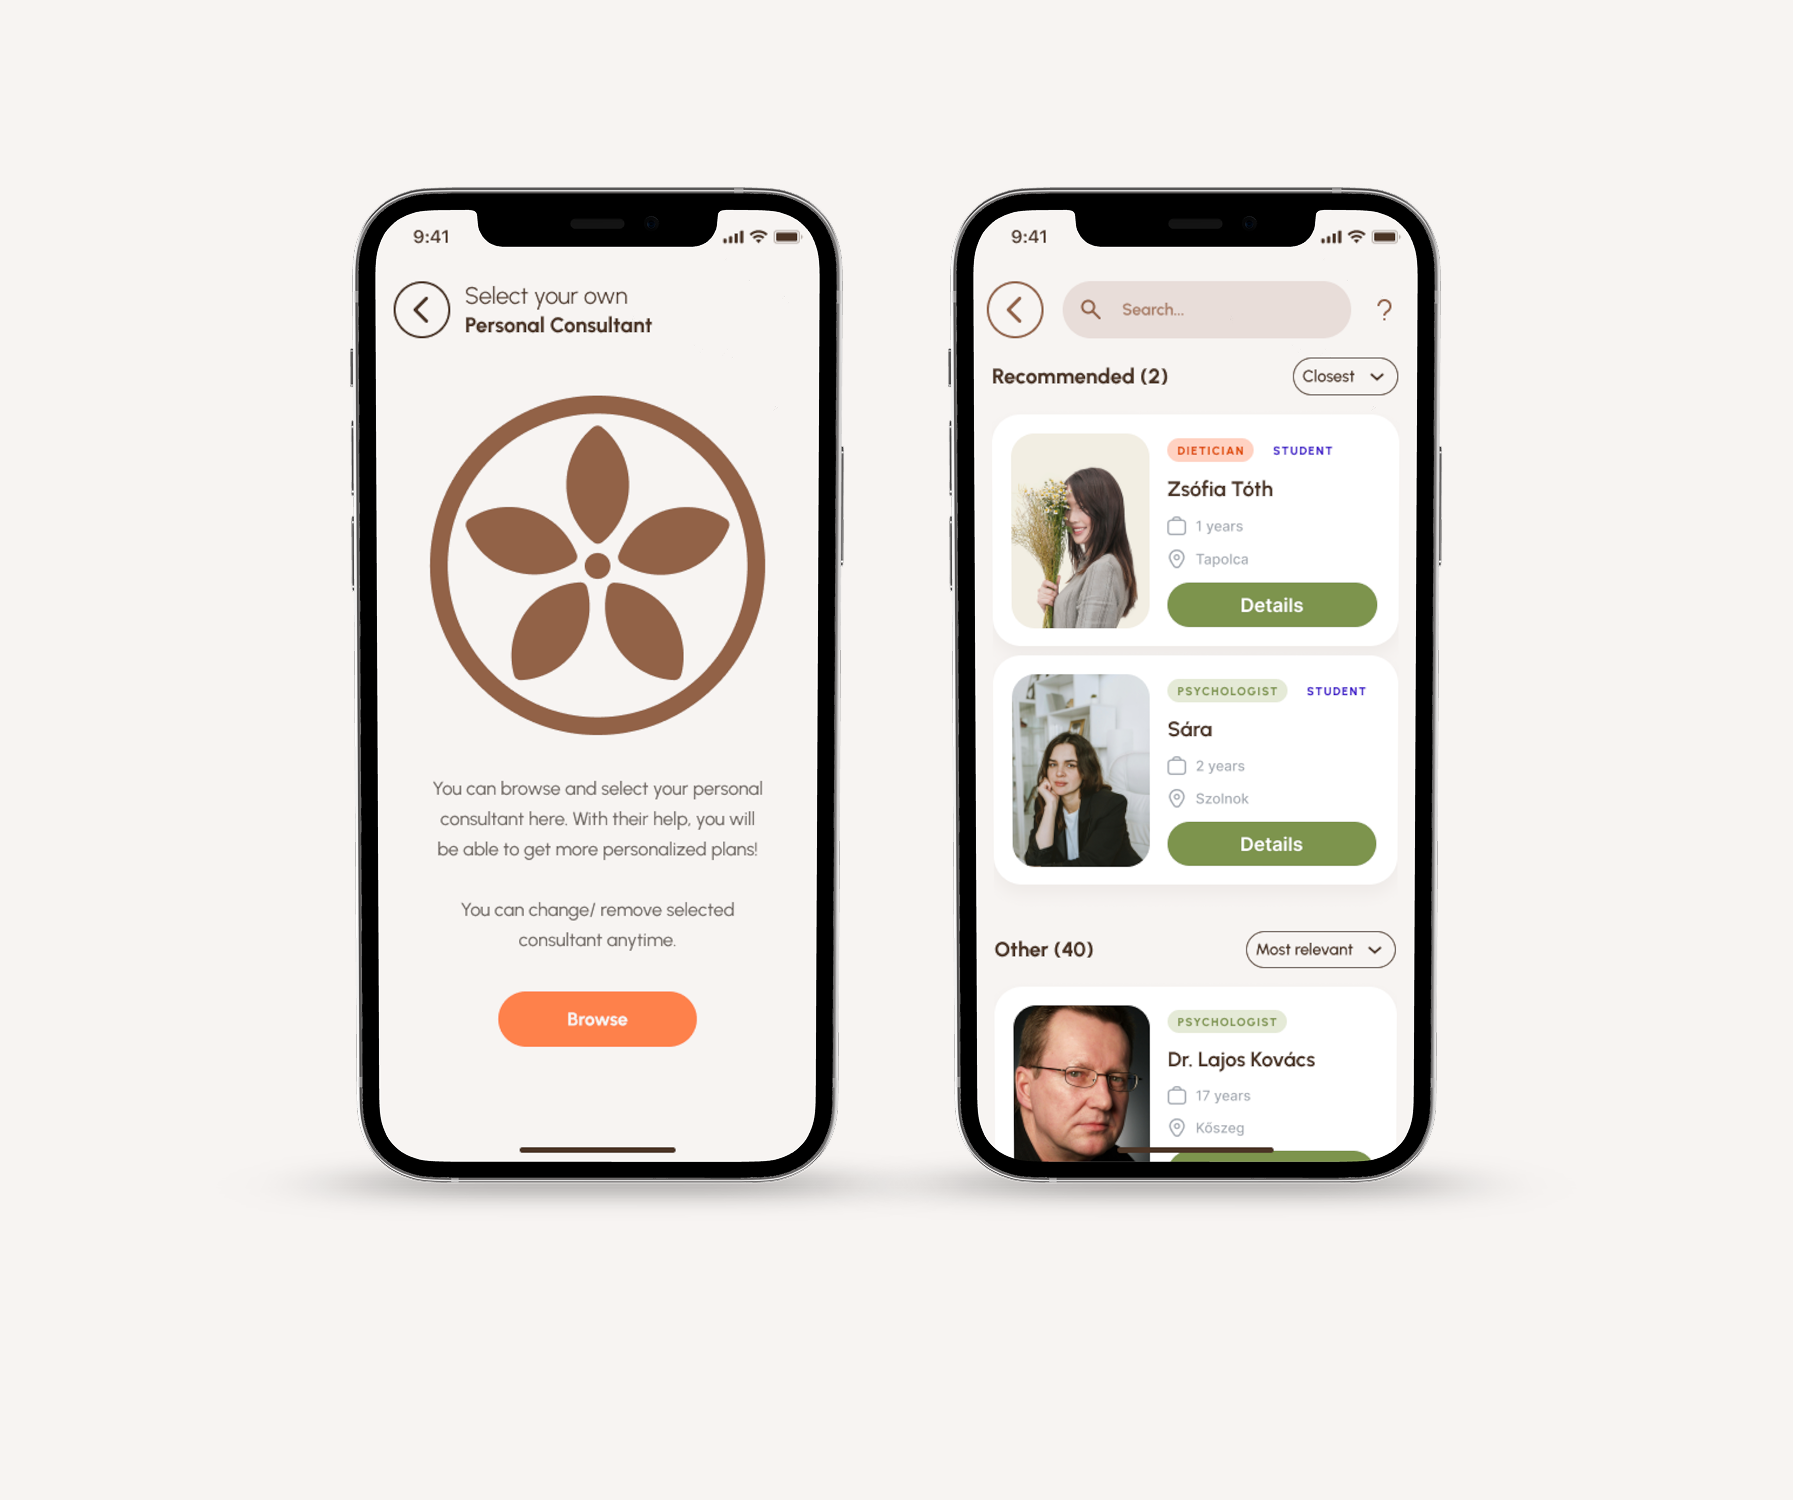 9:41
Select your own
Personal Consultant
You can browse and select your personal
consultant here. With their help, you will
be able to get more personalized plans!
You can change/ remove selected
consultant anytime.
Browse
9:41
Search...
?
Recommended (2)
Closest
DIETICIAN STUDENT
Zsófia Tóth
1 years
Tapolca
Details
PSYCHOLOGIST STUDENT
Sára
2 years
Szolnok
Details
Other (40)
Most relevant
PSYCHOLOGIST
Dr. Lajos Kovács
17 years
Kőszeg